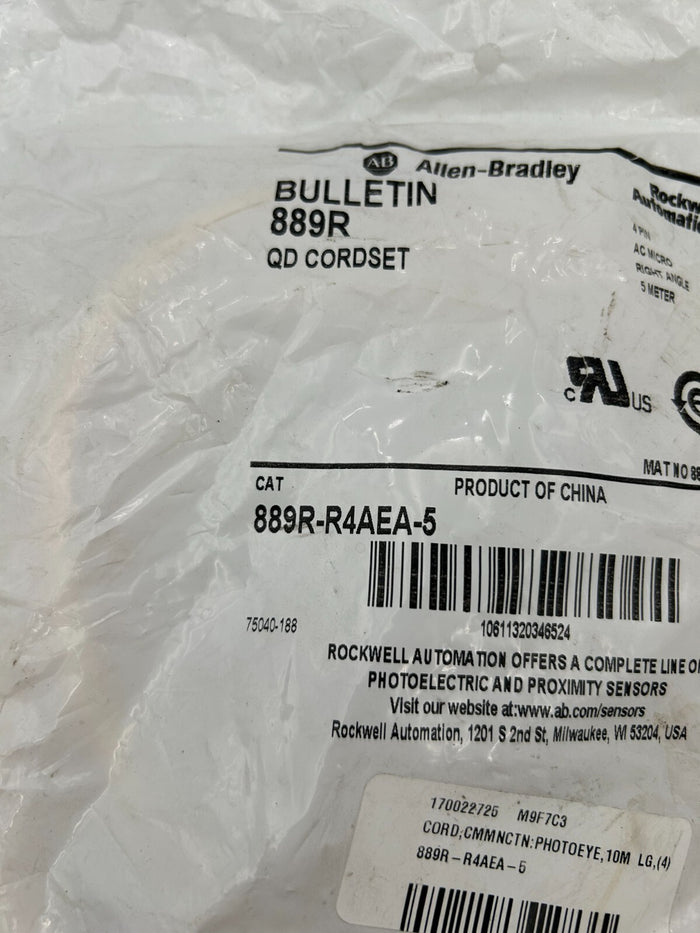 AB Allen-Bradley
BULLETIN
889R
QD CORDSET
4 PIN
AC MICRO
RIGHT ANGLE
5 METER
c US
MAT NO
CAT
PRODUCT OF CHINA
889R-R4AEA-5
75040-188
10611320346524
ROCKWELL AUTOMATION OFFERS A COMPLETE LINE
PHOTOELECTRIC AND PROXIMITY SENSORS
Visit our website at:www.ab.com/sensors
Rockwell Automation, 1201 S 2nd St, Milwaukee, WI 53204, USA
170022725 M9F7C3
CORD;CMMNCTN:PHOTOEYE,10M LG,(4)
889R-R4AEA-5